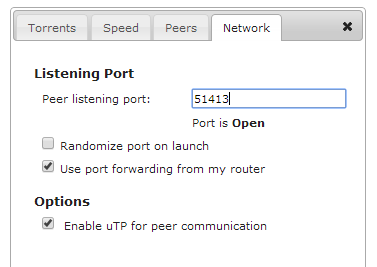 Torrents Speed Peers Network
Listening Port
Peer listening port: 51413
Port is Open
Randomize port on launch
Use port forwarding from my router
Options
Enable uTP for peer communication